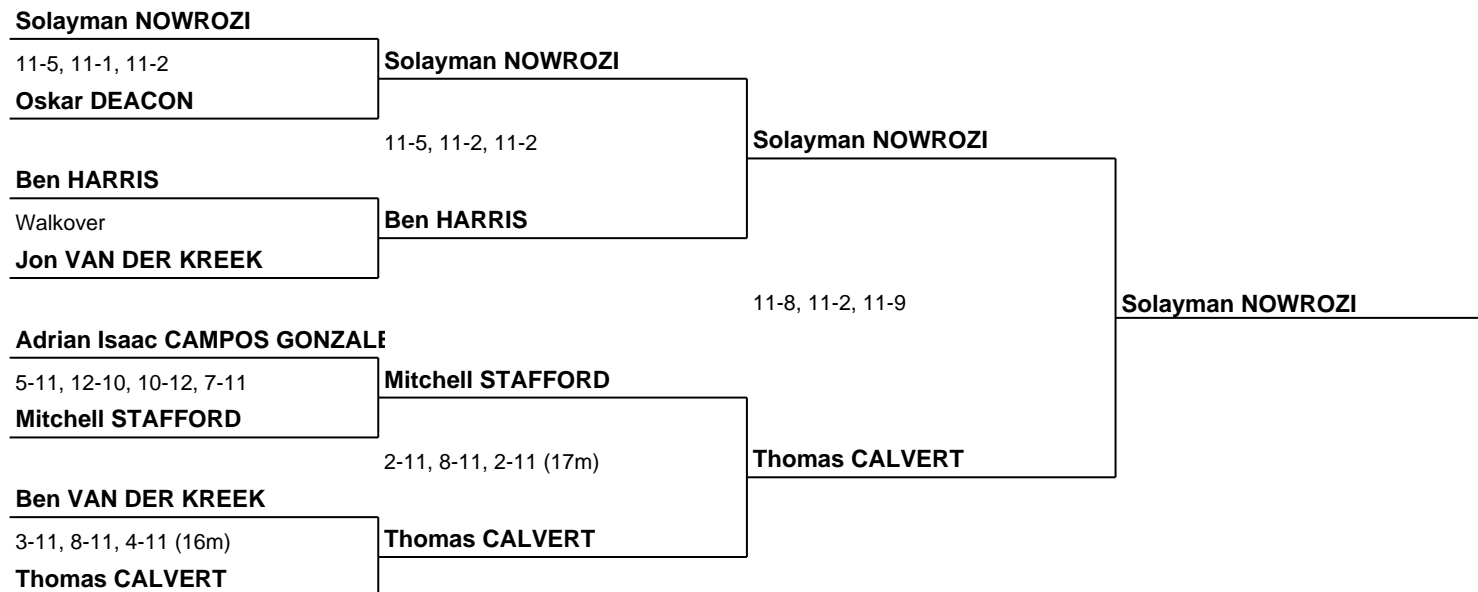 Solayman NOWROZI
11-5, 11-1, 11-2
Oskar DEACON
Solayman NOWROZI
11-5, 11-2, 11-2
Ben HARRIS
Walkover
Jon VAN DER KREEK
Ben HARRIS
Solayman NOWROZI
11-8, 11-2, 11-9
Solayman NOWROZI
Adrian Isaac CAMPOS GONZALE
5-11, 12-10, 10-12, 7-11
Mitchell STAFFORD
Mitchell STAFFORD
2-11, 8-11, 2-11 (17m)
Thomas CALVERT
Ben VAN DER KREEK
3-11, 8-11, 4-11 (16m)
Thomas CALVERT
Thomas CALVERT